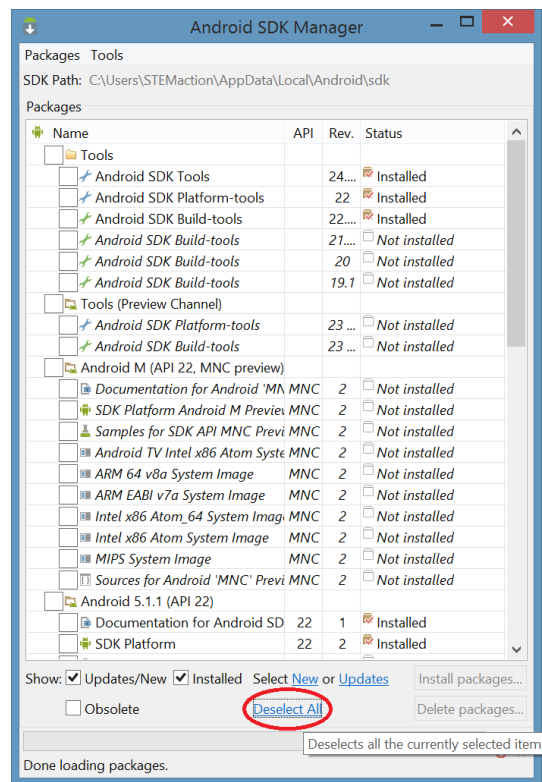 Android SDK Manager
Packages Tools
SDK Path: C:\Users\STEMaction\AppData\Local\Android\sdk
Packages
Name API Rev. Status
Tools
Android SDK Tools 24.... Installed
Android SDK Platform-tools 22 Installed
Android SDK Build-tools 22.... Installed
Android SDK Build-tools 21.... Not installed
Android SDK Build-tools 20 Not installed
Android SDK Build-tools 19.1 Not installed
Tools (Preview Channel)
Android SDK Platform-tools 23 ... Not installed
Android SDK Build-tools 23 ... Not installed
Android M (API 22, MNC preview)
Documentation for Android 'MN MNC 2 Not installed
SDK Platform Android M Previe MNC 2 Not installed
Samples for SDK API MNC Previ MNC 2 Not installed
Android TV Intel x86 Atom Syste MNC 2 Not installed
ARM 64 v8a System Image MNC 2 Not installed
ARM EABI v7a System Image MNC 2 Not installed
Intel x86 Atom_64 System Imag MNC 2 Not installed
Intel x86 Atom System Image MNC 2 Not installed
MIPS System Image MNC 2 Not installed
Sources for Android 'MNC' Previ MNC 2 Not installed
Android 5.1.1 (API 22)
Documentation for Android SD 22 1 Installed
SDK Platform 22 2 Installed
Show: Updates/New Installed Select New or Updates Install packages...
Obsolete Deselect All Delete packages...
Deselects all the currently selected item
Done loading packages.